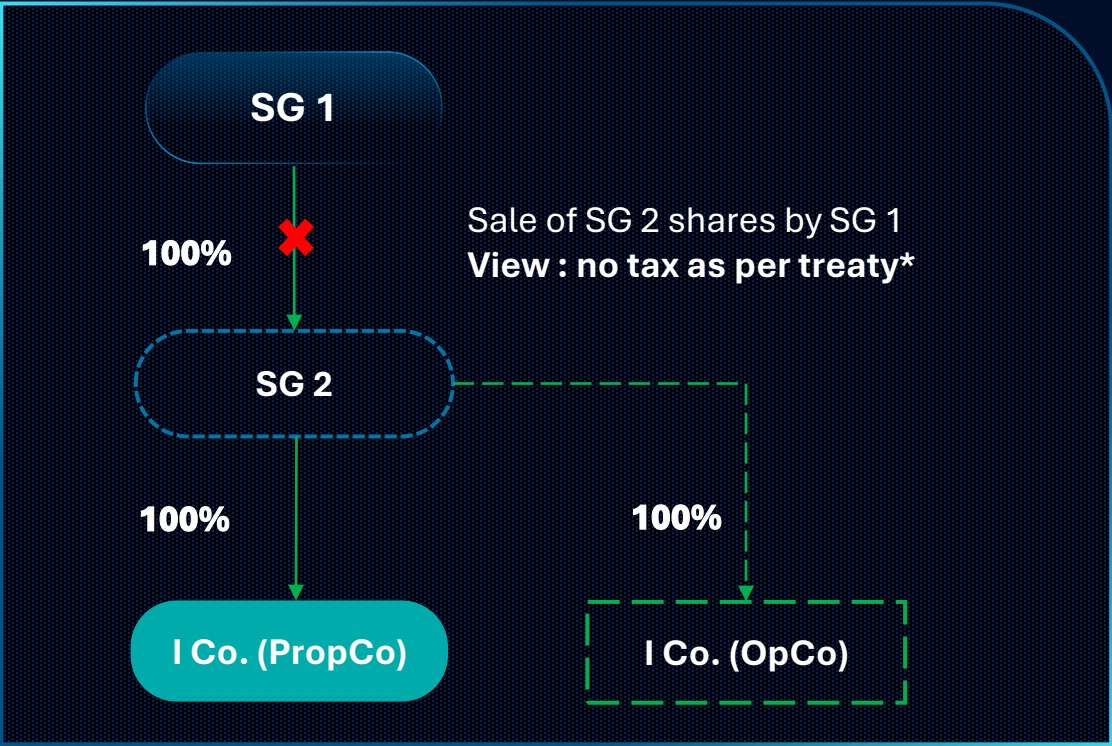 SG 1
100%
Sale of SG 2 shares by SG 1
View : no tax as per treaty*
SG 2
100%
100%
I Co. (PropCo)
I Co. (OpCo)